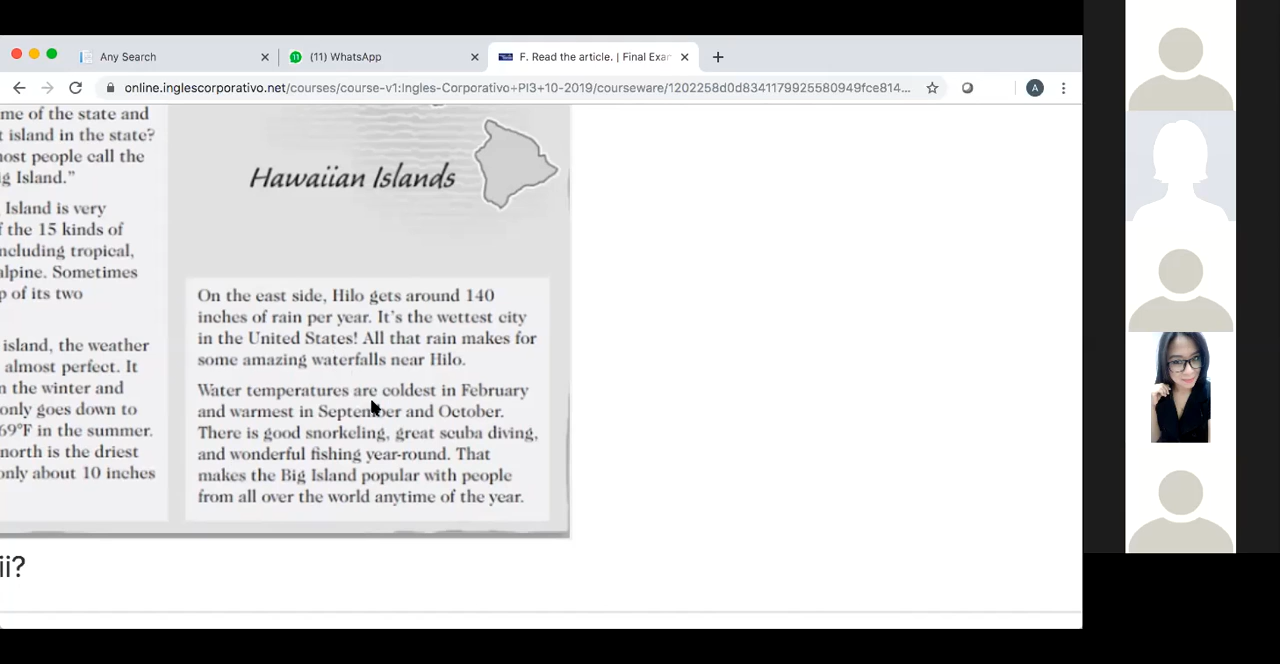 Any Search
(11) WhatsApp
F. Read the article. | Final Exar
online.inglescorporativo.net/courses/course-v1:Ingles-Corporativo+PI3+10-2019/courseware/1202258d0d8341179925580949fce814...
A
me of the state and
t island in the state?
ost people call the
g Island.”
Island is very
f the 15 kinds of
ncluding tropical,
alpine. Sometimes
p of its two
island, the weather
almost perfect. It
n the winter and
only goes down to
69°F in the summer.
north is the driest
only about 10 inches
Hawaiian Islands
On the east side, Hilo gets around 140
inches of rain per year. It’s the wettest city
in the United States! All that rain makes for
some amazing waterfalls near Hilo.
Water temperatures are coldest in February
and warmest in September and October.
There is good snorkeling, great scuba diving,
and wonderful fishing year-round. That
makes the Big Island popular with people
from all over the world anytime of the year.
ii?